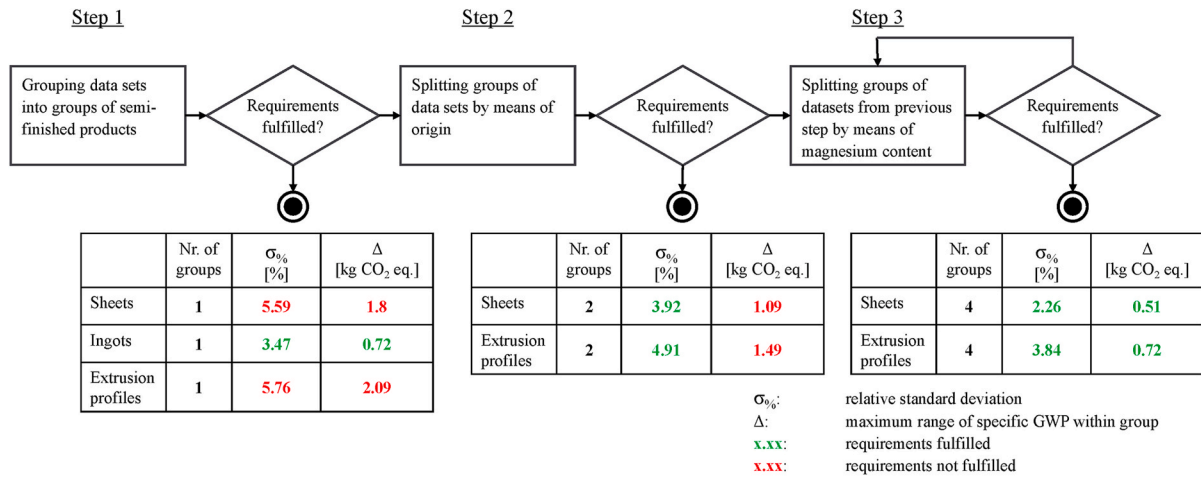 Step 1
Step 2
Step 3
Grouping data sets
into groups of semi-
finished products
Requirements
fulfilled?
Splitting groups of
data sets by means of
origin
Requirements
fulfilled?
Splitting groups of
datasets from previous
step by means of
magnesium content
Requirements
fulfilled?
Nr. of
groups
σ%
[%]
Δ
[kg CO₂ eq.]
Sheets 1 5.59 1.8
Ingots 1 3.47 0.72
Extrusion
profiles 1 5.76 2.09
Nr. of
groups
σ%
[%]
Δ
[kg CO₂ eq.]
Sheets 2 3.92 1.09
Extrusion
profiles 2 4.91 1.49
Nr. of
groups
σ%
[%]
Δ
[kg CO₂ eq.]
Sheets 4 2.26 0.51
Extrusion
profiles 4 3.84 0.72
σ%: relative standard deviation
Δ: maximum range of specific GWP within group
x.xx: requirements fulfilled
x.xx: requirements not fulfilled